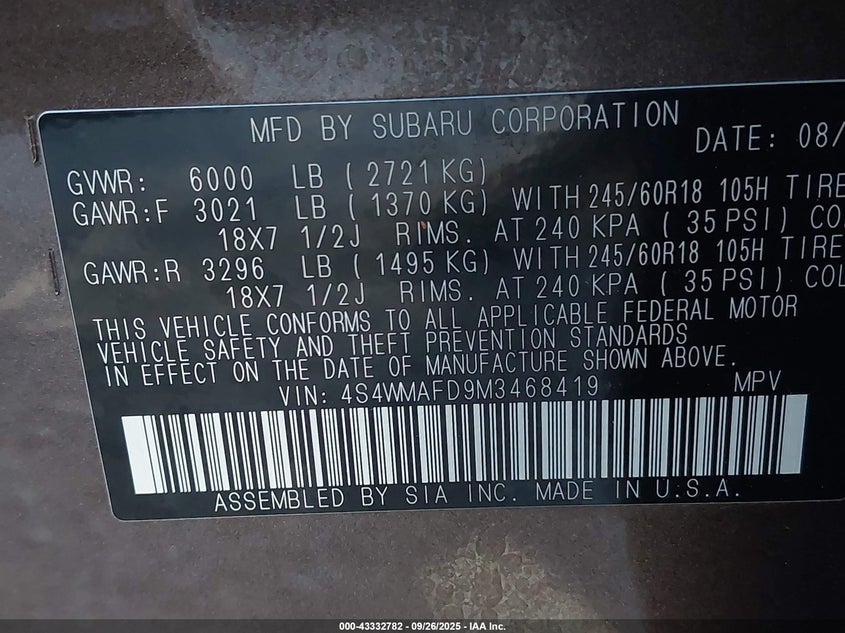 MFD BY SUBARU CORPORATION DATE: 08/
GVWR: 6000 LB ( 2721 KG)
GAWR:F 3021 LB ( 1370 KG) WITH 245/60R18 105H TIRE
18X7 1/2J RIMS. AT 240 KPA ( 35 PSI) COL
GAWR:R 3296 LB ( 1495 KG) WITH 245/60R18 105H TIRE
18X7 1/2J RIMS. AT 240 KPA ( 35 PSI) COL
THIS VEHICLE CONFORMS TO ALL APPLICABLE FEDERAL MOTOR
VEHICLE SAFETY AND THEFT PREVENTION STANDARDS
IN EFFECT ON THE DATE OF MANUFACTURE SHOWN ABOVE.
VIN: 4S4WMAFD9M3468419 MPV
ASSEMBLED BY SIA INC. MADE IN U.S.A.
000-43332782 - 09/26/2025 - IAA Inc.